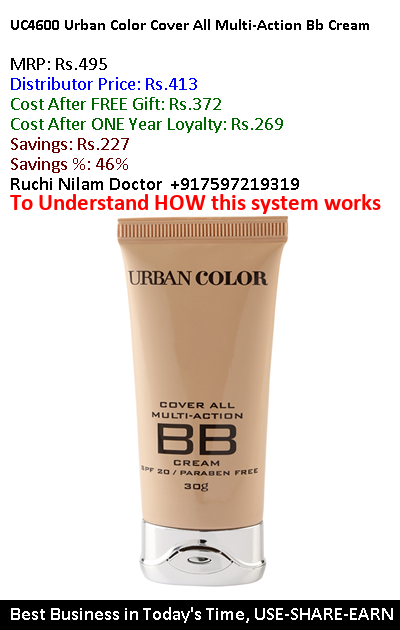 UC4600 Urban Color Cover All Multi-Action Bb Cream
MRP: Rs.495
Distributor Price: Rs.413
Cost After FREE Gift: Rs.372
Cost After ONE Year Loyalty: Rs.269
Savings: Rs.227
Savings %: 46%
Ruchi Nilam Doctor +917597219319
To Understand HOW this system works
URBAN COLOR
COVER ALL
MULTI-ACTION
BB
CREAM
SPF 20 / PARABEN FREE
30g
Best Business in Today's Time, USE-SHARE-EARN